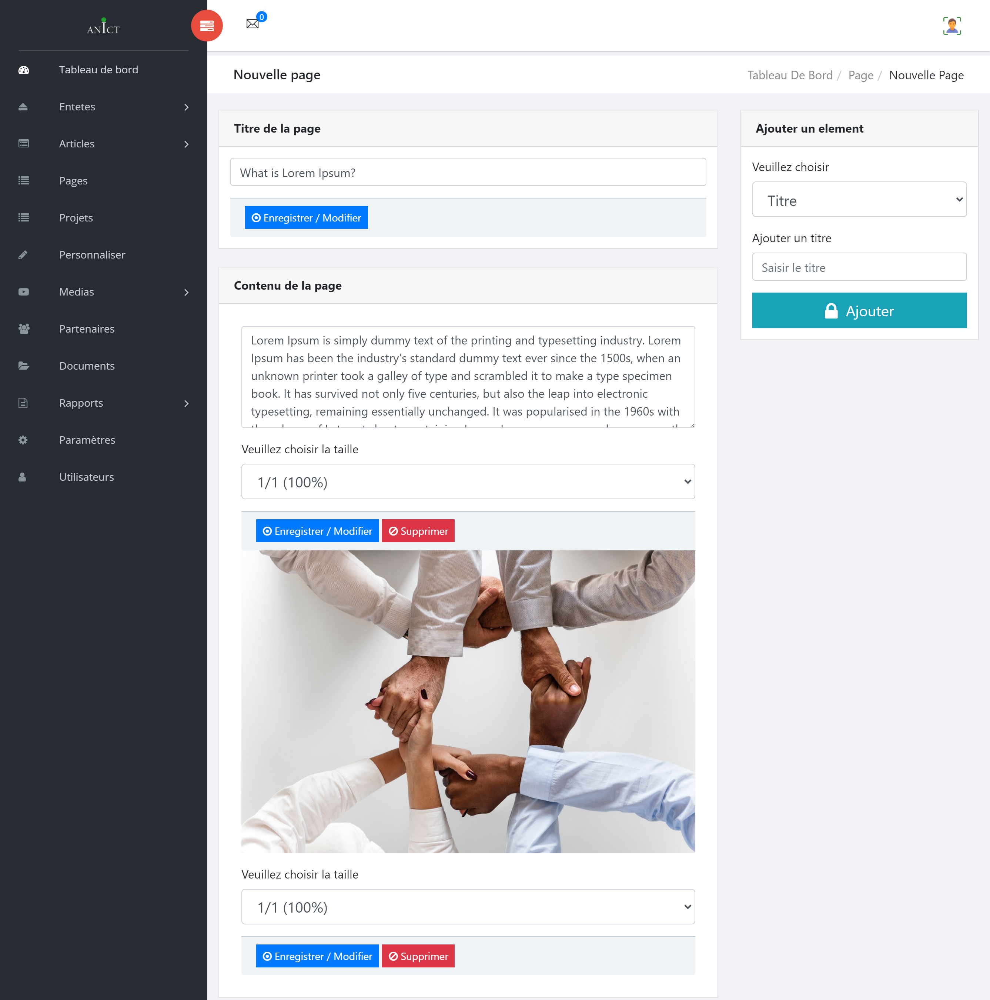 ANICT
0
Tableau de bord
Entetes
Articles
Pages
Projets
Personnaliser
Medias
Partenaires
Documents
Rapports
Paramètres
Utilisateurs
Nouvelle page
Tableau De Bord / Page / Nouvelle Page
Titre de la page
What is Lorem Ipsum?
Enregistrer / Modifier
Contenu de la page
Lorem Ipsum is simply dummy text of the printing and typesetting industry. Lorem
Ipsum has been the industry's standard dummy text ever since the 1500s, when an
unknown printer took a galley of type and scrambled it to make a type specimen
book. It has survived not only five centuries, but also the leap into electronic
typesetting, remaining essentially unchanged. It was popularised in the 1960s with
Veuillez choisir la taille
1/1 (100%)
Enregistrer / Modifier Supprimer
Veuillez choisir la taille
1/1 (100%)
Enregistrer / Modifier Supprimer
Ajouter un element
Veuillez choisir
Titre
Ajouter un titre
Saisir le titre
Ajouter